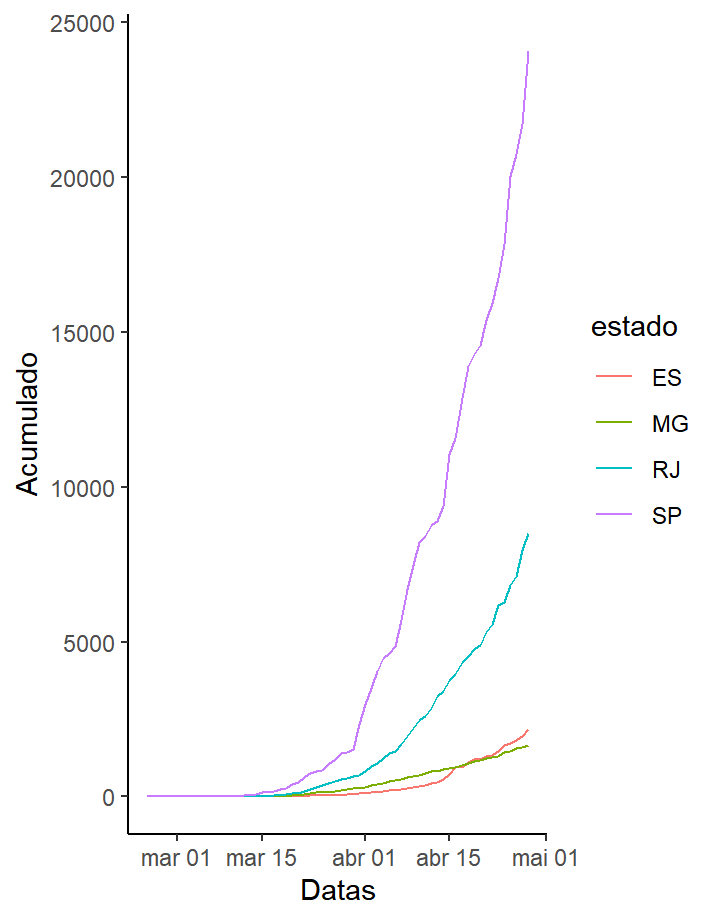 25000
20000
15000
10000
5000
0
Acumulado
mar 01 mar 15 abr 01 abr 15 mai 01
Datas
estado
ES
MG
RJ
SP